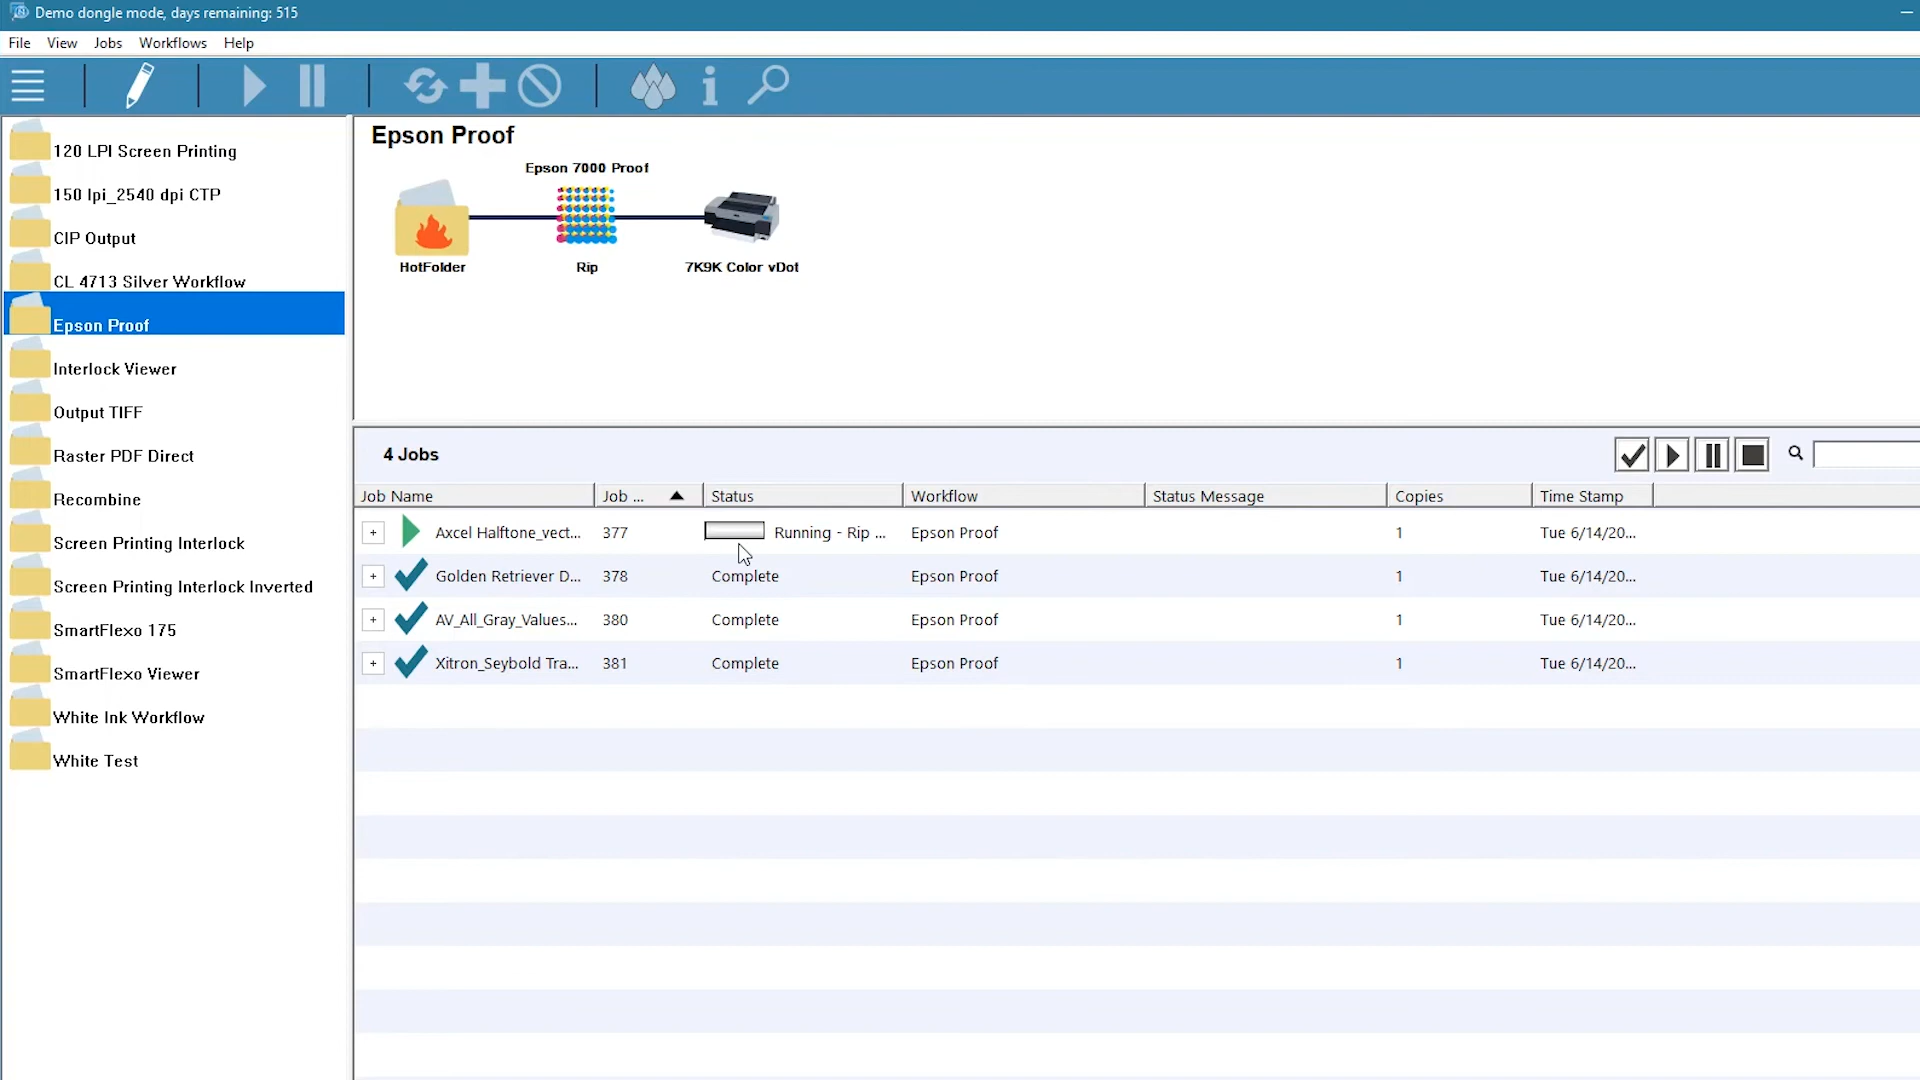 Demo dongle mode, days remaining: 515
File View Jobs Workflows Help
120 LPI Screen Printing
150 lpi_2540 dpi CTP
CIP Output
CL 4713 Silver Workflow
Epson Proof
Interlock Viewer
Output TIFF
Raster PDF Direct
Recombine
Screen Printing Interlock
Screen Printing Interlock Inverted
SmartFlexo 175
SmartFlexo Viewer
White Ink Workflow
White Test
Epson Proof
Epson 7000 Proof
HotFolder Rip 7K9K Color vDot
4 Jobs
Job Name Job ... Status Workflow Status Message Copies Time Stamp
Axcel Halftone_vect... 377 Running - Rip ... Epson Proof 1 Tue 6/14/20...
Golden Retriever D... 378 Complete Epson Proof 1 Tue 6/14/20...
AV_All_Gray_Values... 380 Complete Epson Proof 1 Tue 6/14/20...
Xitron_Seybold Tra... 381 Complete Epson Proof 1 Tue 6/14/20...